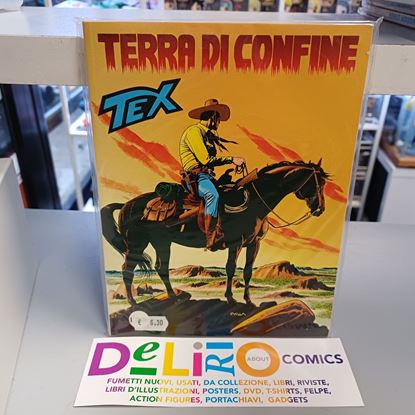 TERRA DI CONFINE
TEX
€ 6,30
DeLiRiO ABOUT COMICS
FUMETTI NUOVI, USATI, DA COLLEZIONE, LIBRI, RIVISTE,
LIBRI D'ILLUSTRAZIONI, POSTERS, DVD, T-SHIRTS, FELPE,
ACTION FIGURES, PORTACHIAVI, GADGETS